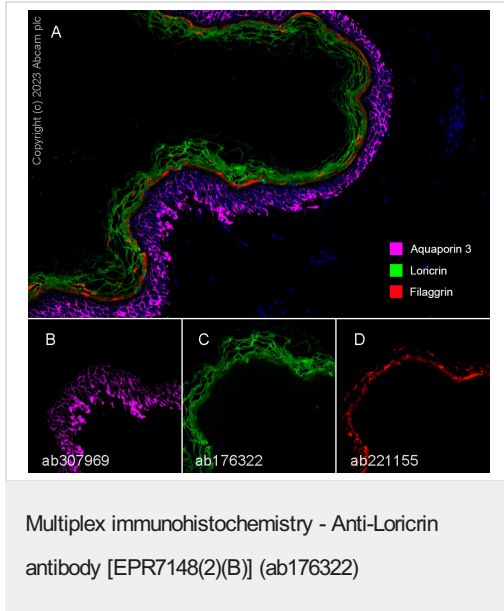 A
Copyright (c) 2023 Abcam plc
Aquaporin 3
Loricrin
Filaggrin
B
ab307969
C
ab176322
D
ab221155
Multiplex immunohistochemistry - Anti-Loricrin
antibody [EPR7148(2)(B)] (ab176322)